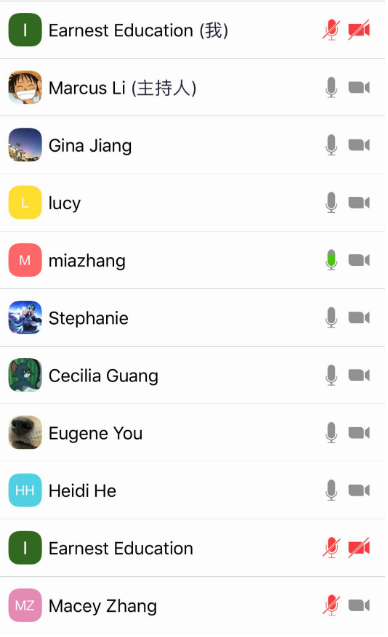 I Earnest Education (我)
Marcus Li (主持人)
Gina Jiang
L lucy
M miazhang
Stephanie
Cecilia Guang
Eugene You
HH Heidi He
I Earnest Education
MZ Macey Zhang